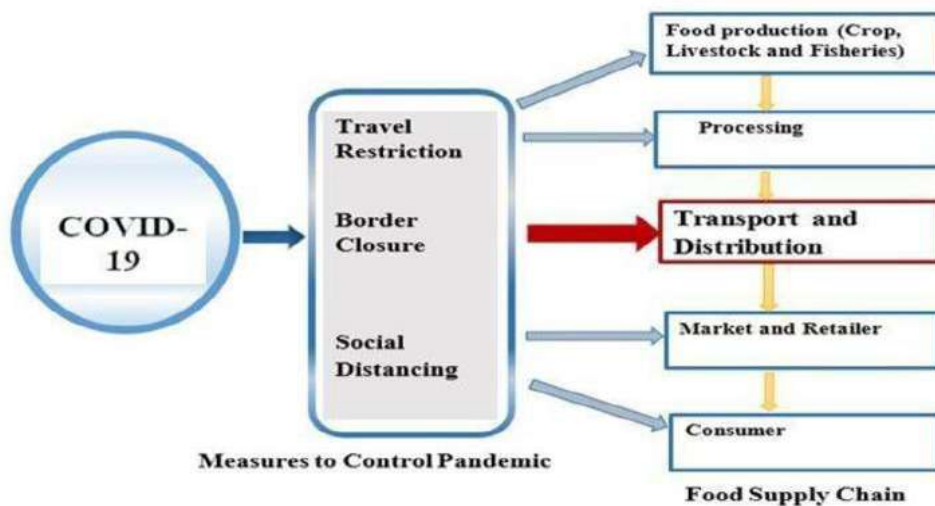 COVID-
19
Travel
Restriction
Border
Closure
Social
Distancing
Measures to Control Pandemic
Food production (Crop,
Livestock and Fisheries)
Processing
Transport and
Distribution
Market and Retailer
Consumer
Food Supply Chain